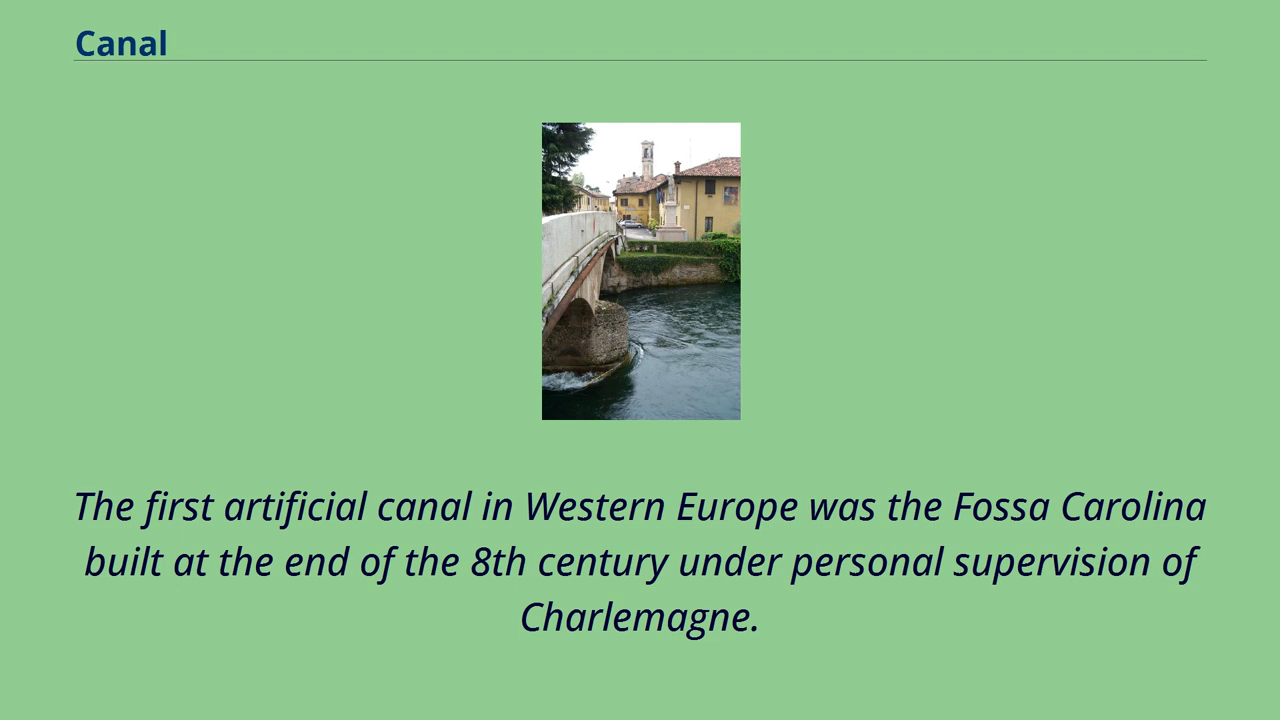 Canal
The first artificial canal in Western Europe was the Fossa Carolina
built at the end of the 8th century under personal supervision of
Charlemagne.